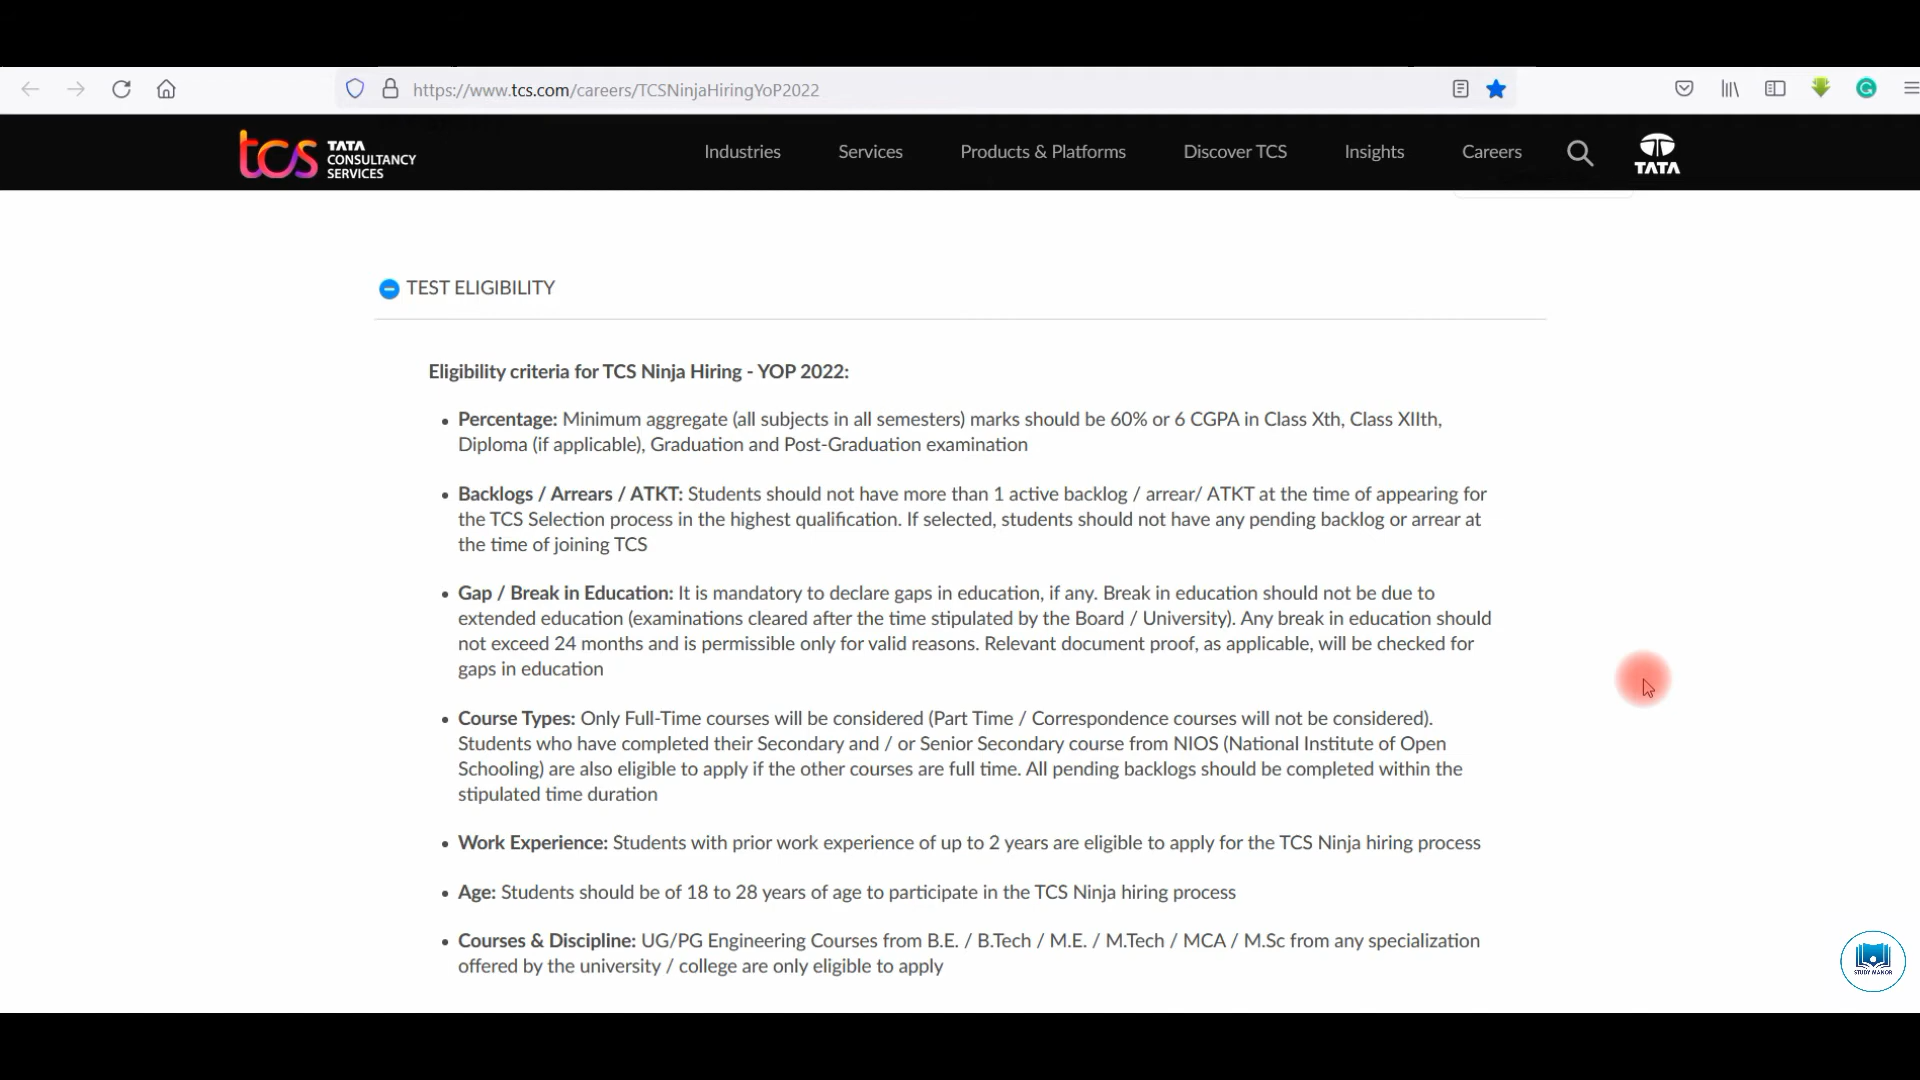 https://www.tcs.com/careers/TCSNinjaHiringYoP2022
tcs TATA CONSULTANCY SERVICES
Industries
Services
Products & Platforms
Discover TCS
Insights
Careers
TATA
TEST ELIGIBILITY
Eligibility criteria for TCS Ninja Hiring - YOP 2022:
• Percentage: Minimum aggregate (all subjects in all semesters) marks should be 60% or 6 CGPA in Class Xth, Class XIIth,
Diploma (if applicable), Graduation and Post-Graduation examination
• Backlogs / Arrears / ATKT: Students should not have more than 1 active backlog / arrear/ ATKT at the time of appearing for
the TCS Selection process in the highest qualification. If selected, students should not have any pending backlog or arrear at
the time of joining TCS
• Gap / Break in Education: It is mandatory to declare gaps in education, if any. Break in education should not be due to
extended education (examinations cleared after the time stipulated by the Board / University). Any break in education should
not exceed 24 months and is permissible only for valid reasons. Relevant document proof, as applicable, will be checked for
gaps in education
• Course Types: Only Full-Time courses will be considered (Part Time / Correspondence courses will not be considered).
Students who have completed their Secondary and / or Senior Secondary course from NIOS (National Institute of Open
Schooling) are also eligible to apply if the other courses are full time. All pending backlogs should be completed within the
stipulated time duration
• Work Experience: Students with prior work experience of up to 2 years are eligible to apply for the TCS Ninja hiring process
• Age: Students should be of 18 to 28 years of age to participate in the TCS Ninja hiring process
• Courses & Discipline: UG/PG Engineering Courses from B.E. / B.Tech / M.E. / M.Tech / MCA / M.Sc from any specialization
offered by the university / college are only eligible to apply
STUDY MANOR